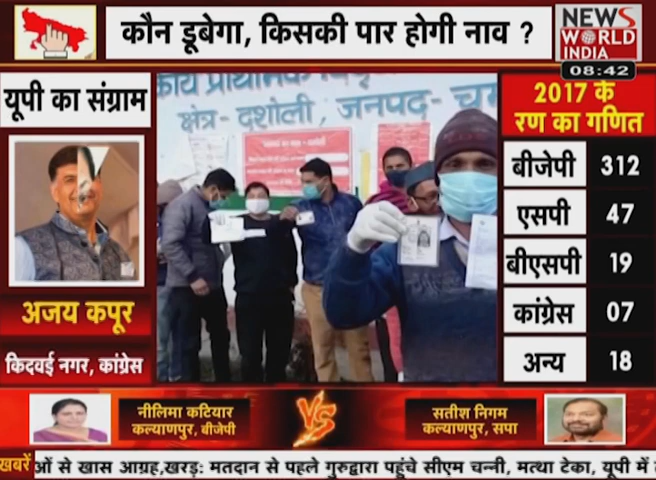 कौन डूबेगा, किसकी पार होगी नाव ?
NEWS
WORLD
INDIA
08:42
यूपी का संग्राम
क्षेत्र- दशोली, जनपद- च
2017 के
रण का गणित
बीजेपी 312
एसपी 47
बीएसपी 19
कांग्रेस 07
अन्य 18
अजय कपूर
किदवई नगर, कांग्रेस
नीलिमा कटियार
कल्याणपुर, बीजेपी
VS
सतीश निगम
कल्याणपुर, सपा
खबरें
ओं से खास आग्रह,खरड़: मतदान से पहले गुरुद्वारा पहुंचे सीएम चन्नी, मत्था टेका, यूपी में